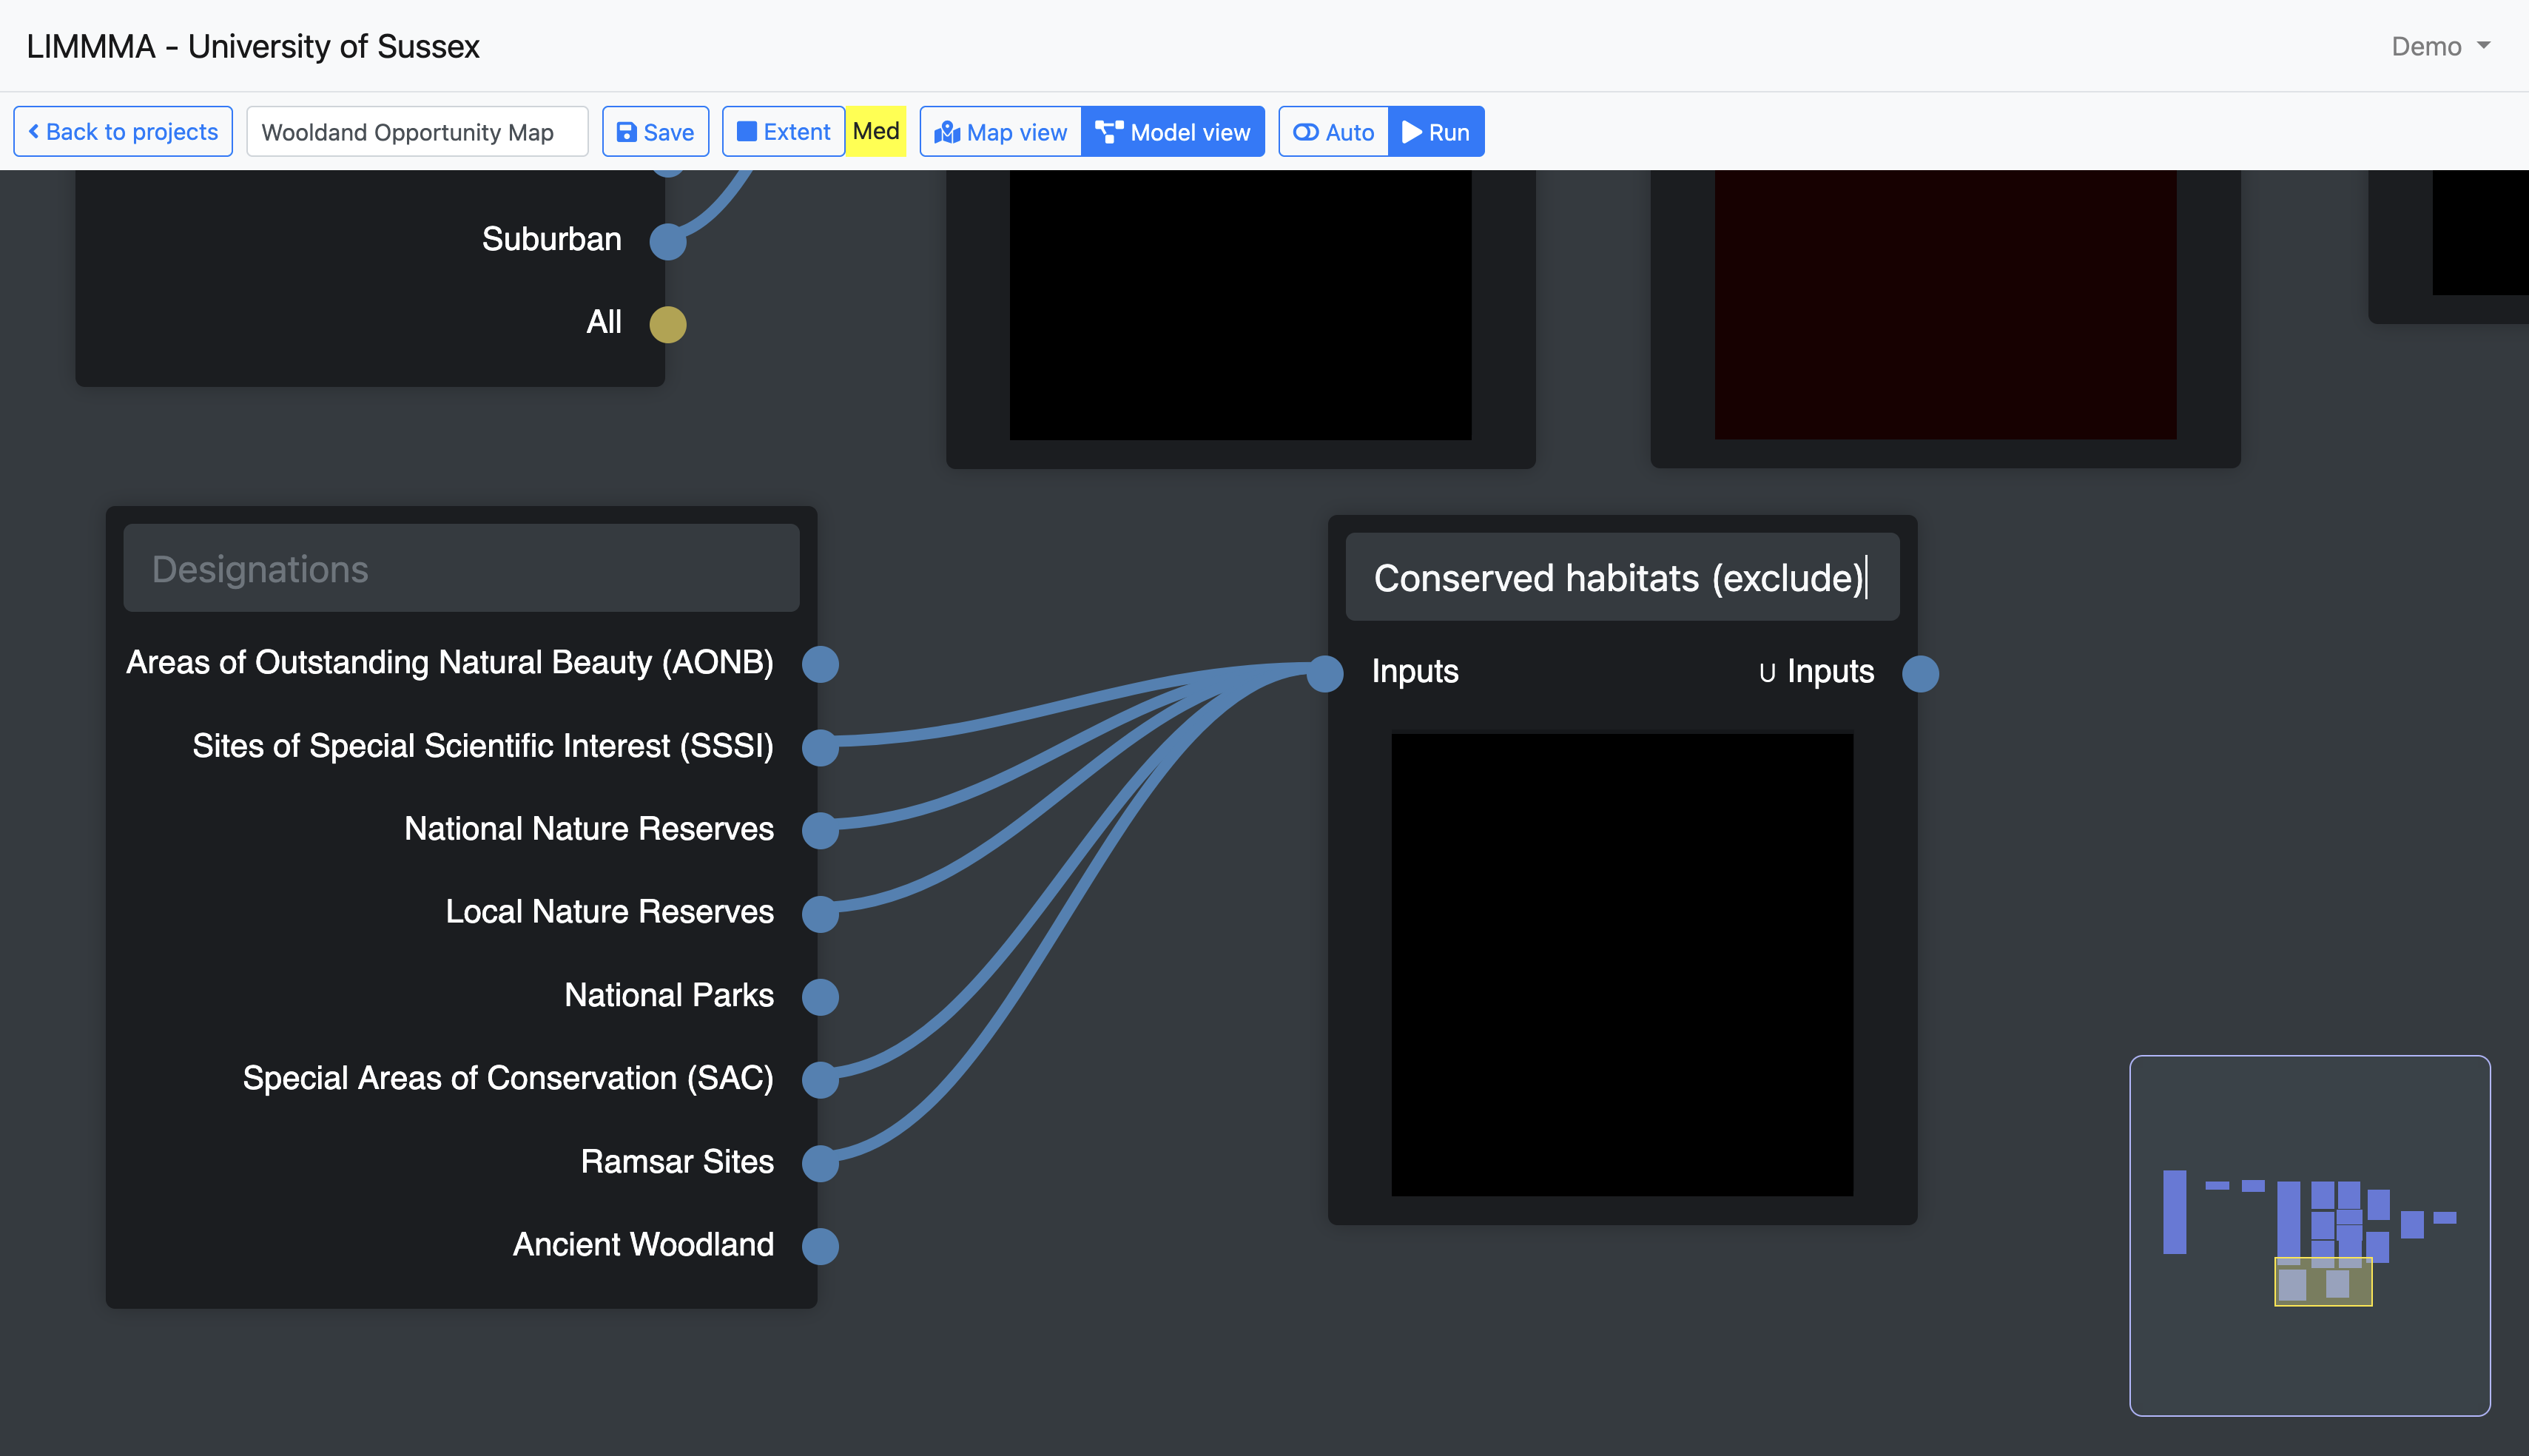 LIMMMA - University of Sussex
Demo
Back to projects
Wooldand Opportunity Map
Save
Extent
Med
Map view
Model view
Auto
Run
Suburban
All
Designations
Areas of Outstanding Natural Beauty (AONB)
Sites of Special Scientific Interest (SSSI)
National Nature Reserves
Local Nature Reserves
National Parks
Special Areas of Conservation (SAC)
Ramsar Sites
Ancient Woodland
Conserved habitats (exclude)
Inputs
∪ Inputs